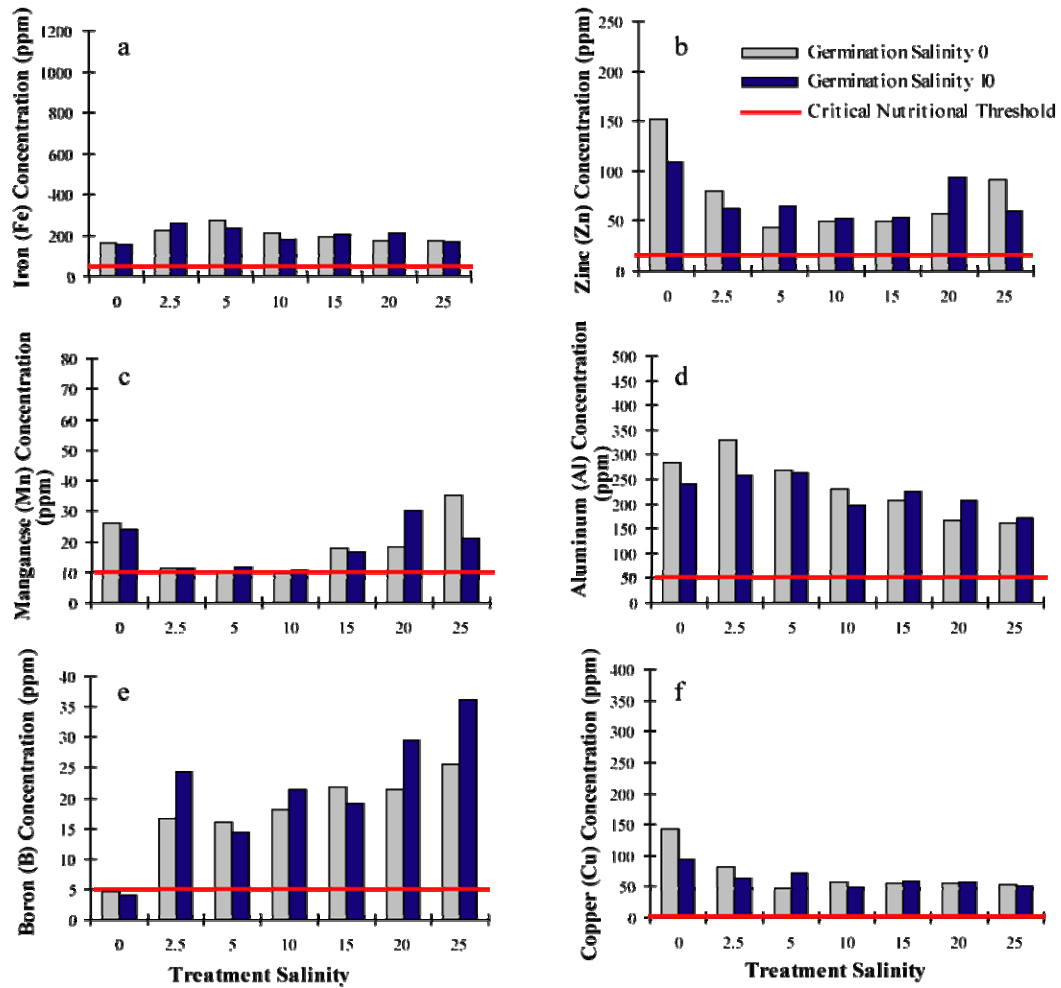 Iron (Fe) Concentration (ppm)
a
1200
1000
800
600
400
200
0
0 2.5 5 10 15 20 25
Zinc (Zn) Concentration (ppm)
b
250
200
150
100
50
0
Germination Salinity 0
Germination Salinity 10
Critical Nutritional Threshold
0 2.5 5 10 15 20 25
Manganese (Mn) Concentration
(ppm)
c
80
70
60
50
40
30
20
10
0
0 2.5 5 10 15 20 25
Aluminum (Al) Concentration
(ppm)
d
500
450
400
350
300
250
200
150
100
50
0
0 2.5 5 10 15 20 25
Boron (B) Concentration (ppm)
e
40
35
30
25
20
15
10
5
0
0 2.5 5 10 15 20 25
Treatment Salinity
Copper (Cu) Concentration (ppm)
f
400
350
300
250
200
150
100
50
0
0 2.5 5 10 15 20 25
Treatment Salinity